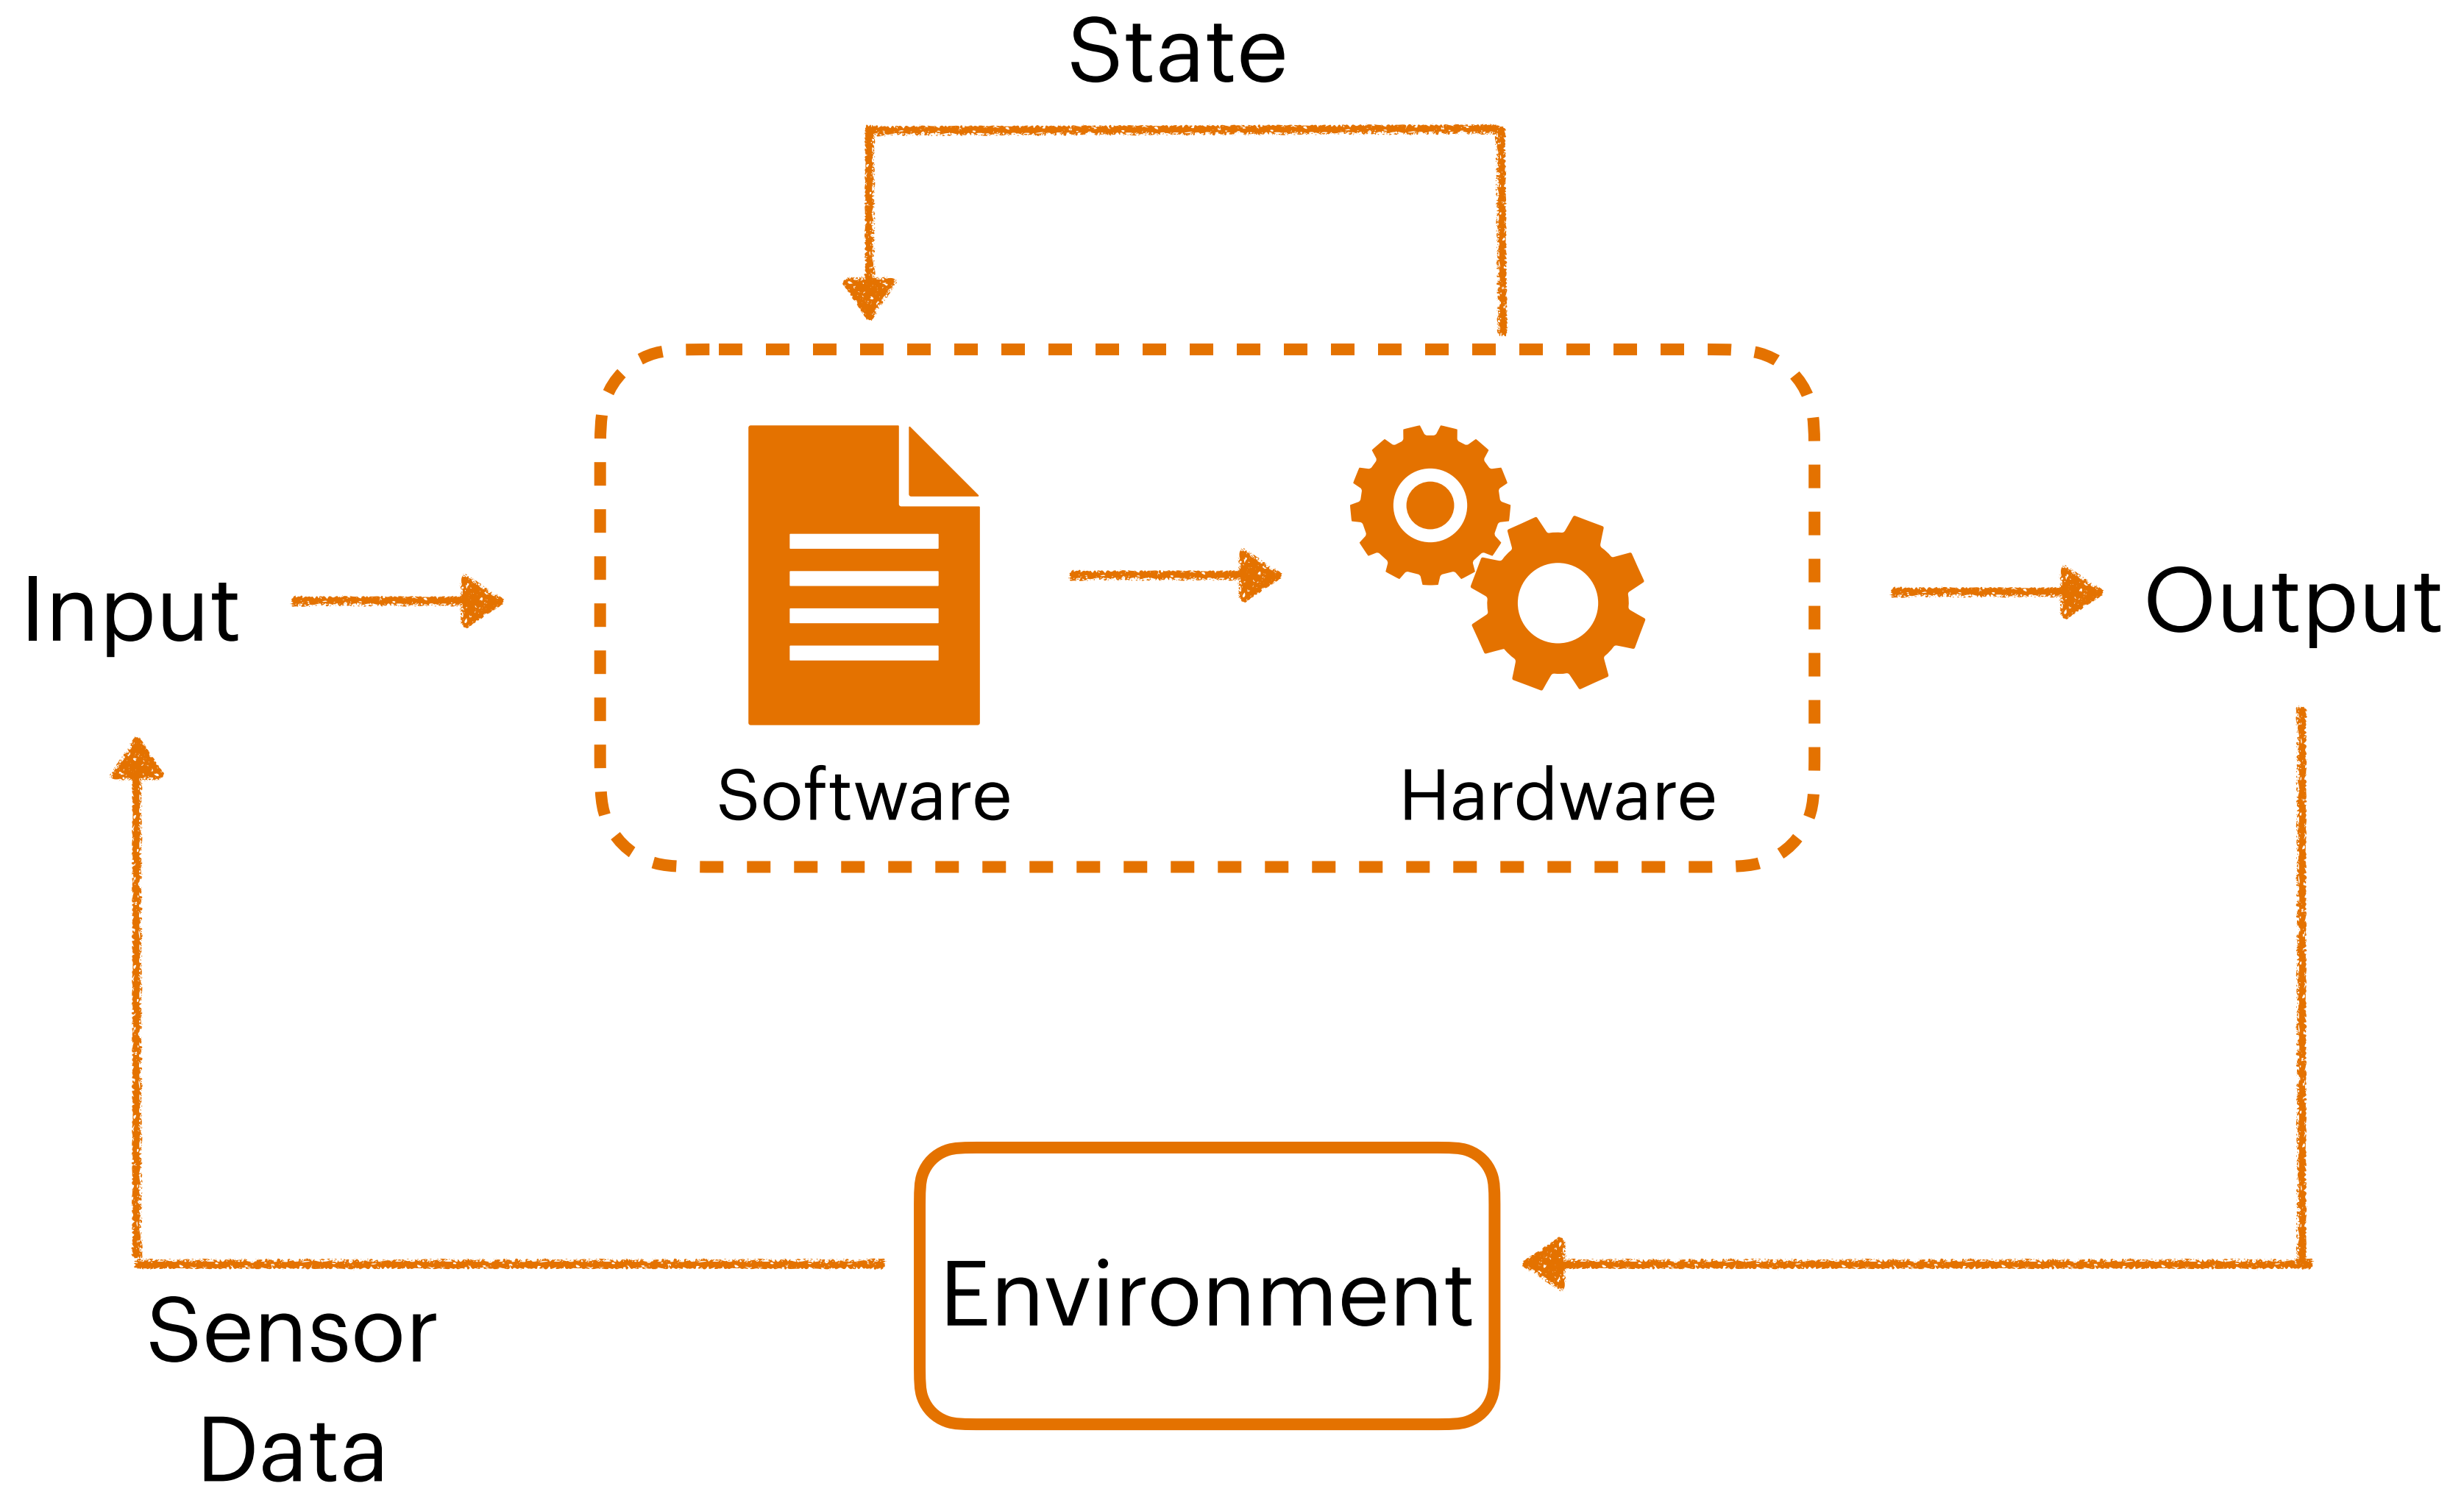 State
Input
Output
Software
Hardware
Environment
Sensor
Data